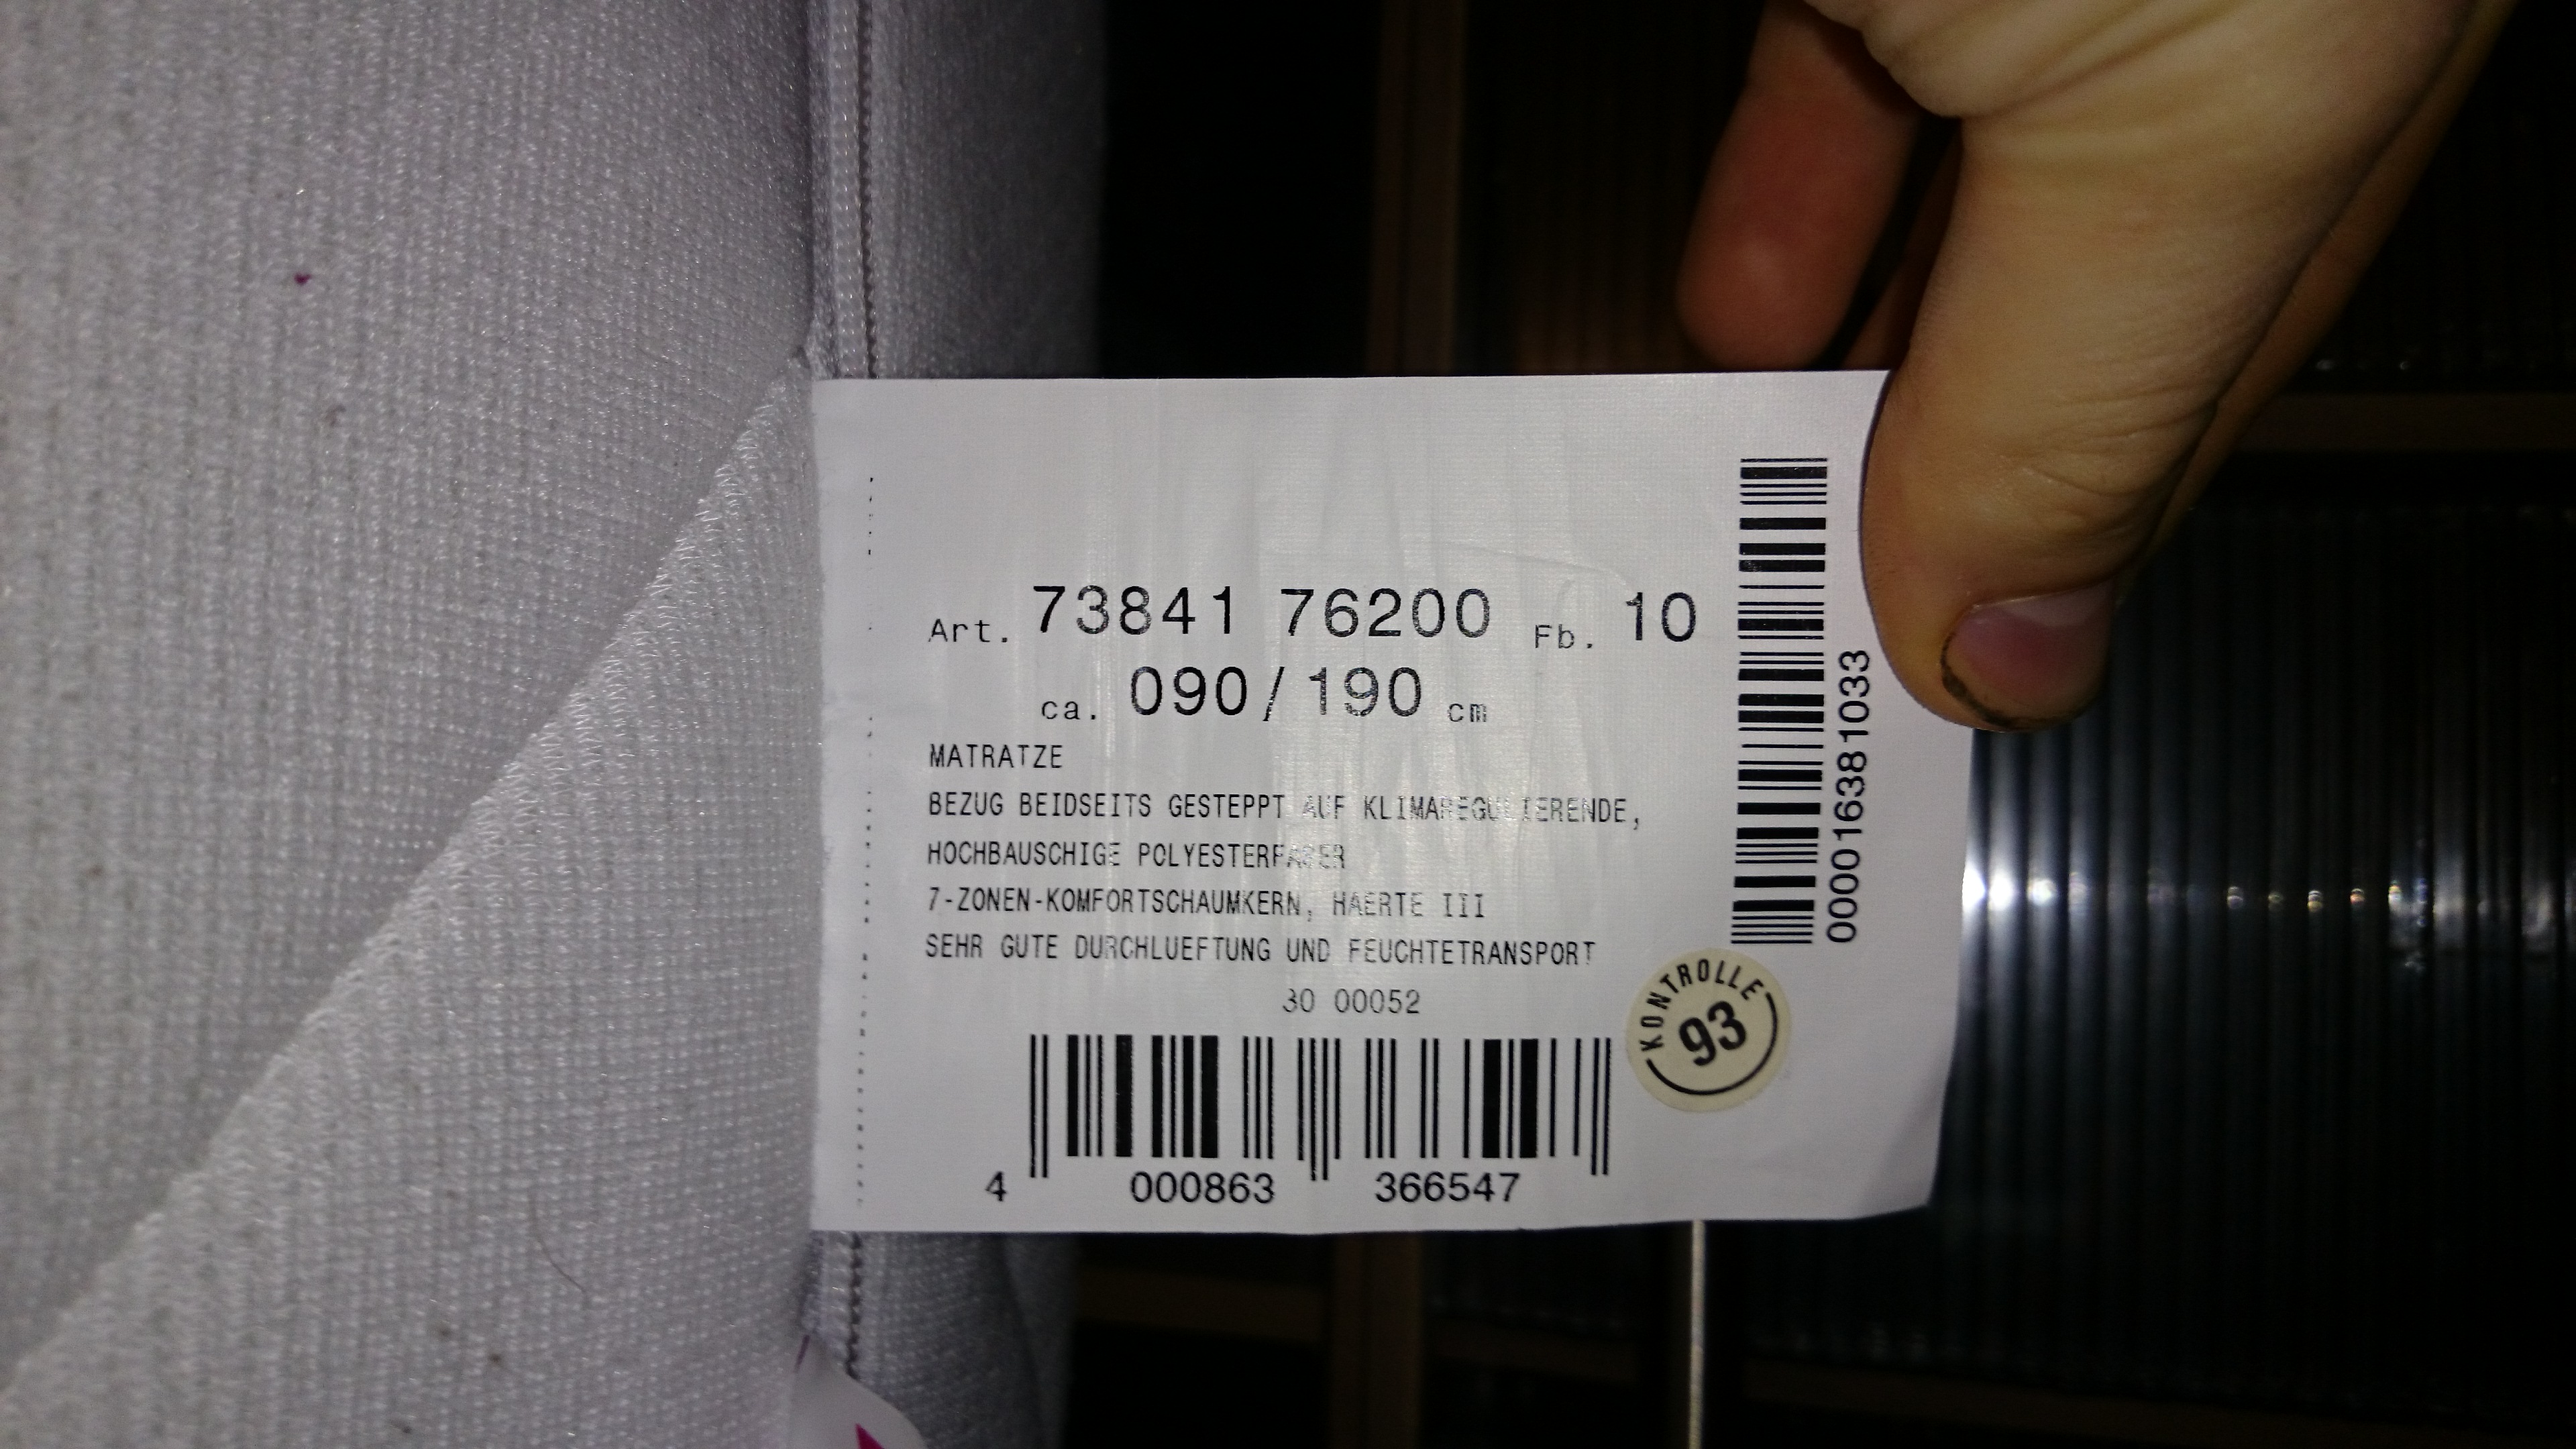 Art. 73841 76200 Fb. 10
ca. 090/190 cm
MATRATZE
BEZUG BEIDSEITS GESTEPPT AUF KLIMAREGULIERENDE,
HOCHBAUSCHIGE POLYESTERFASER
7-ZONEN-KOMFORTSCHAUMKERN, HAERTE III
SEHR GUTE DURCHLUEFTUNG UND FEUCHTETRANSPORT
30 00052
4 000863 366547
00001638381033
KONTROLLE
93